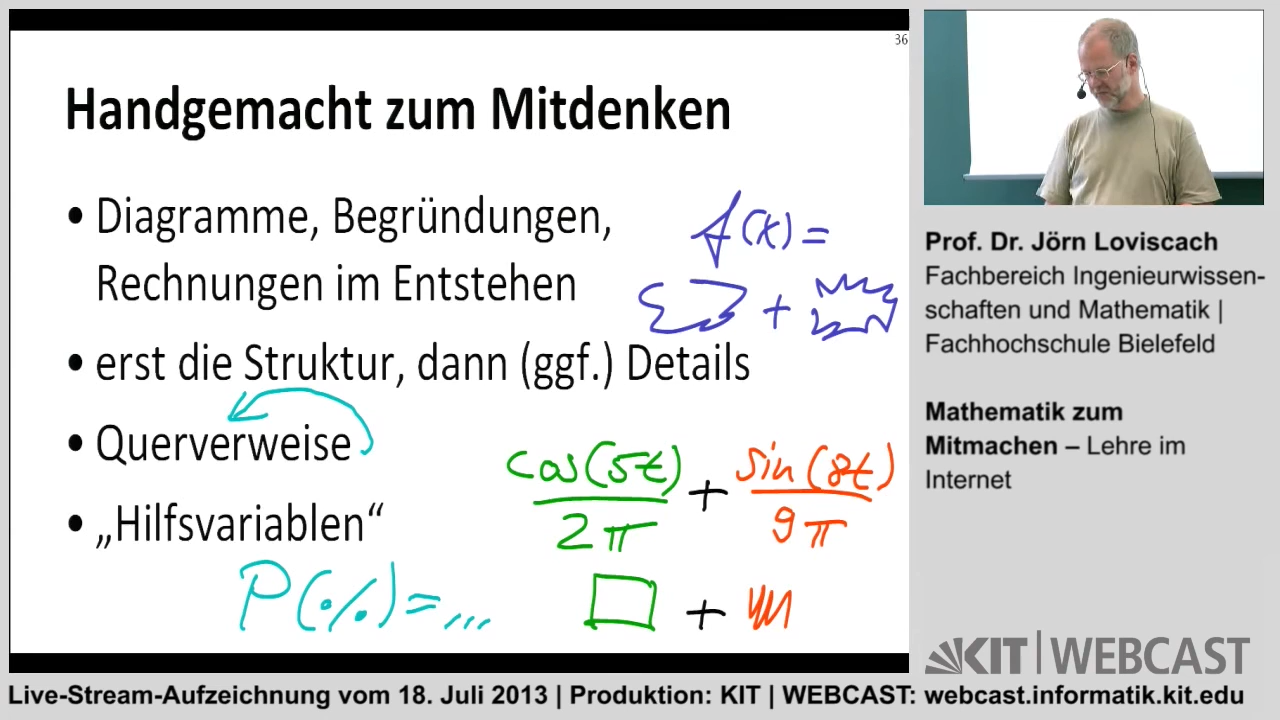 36
Handgemacht zum Mitdenken
• Diagramme, Begründungen,
Rechnungen im Entstehen
f(x) =
+
• erst die Struktur, dann (ggf.) Details
• Querverweise
cos(5t) + sin(8t)
2π 9π
• „Hilfsvariablen“
P(%)=...
+
Prof. Dr. Jörn Loviscach
Fachbereich Ingenieurwissen-
schaften und Mathematik |
Fachhochschule Bielefeld
Mathematik zum
Mitmachen – Lehre im
Internet
KIT | WEBCAST
Live-Stream-Aufzeichnung vom 18. Juli 2013 | Produktion: KIT | WEBCAST: webcast.informatik.kit.edu